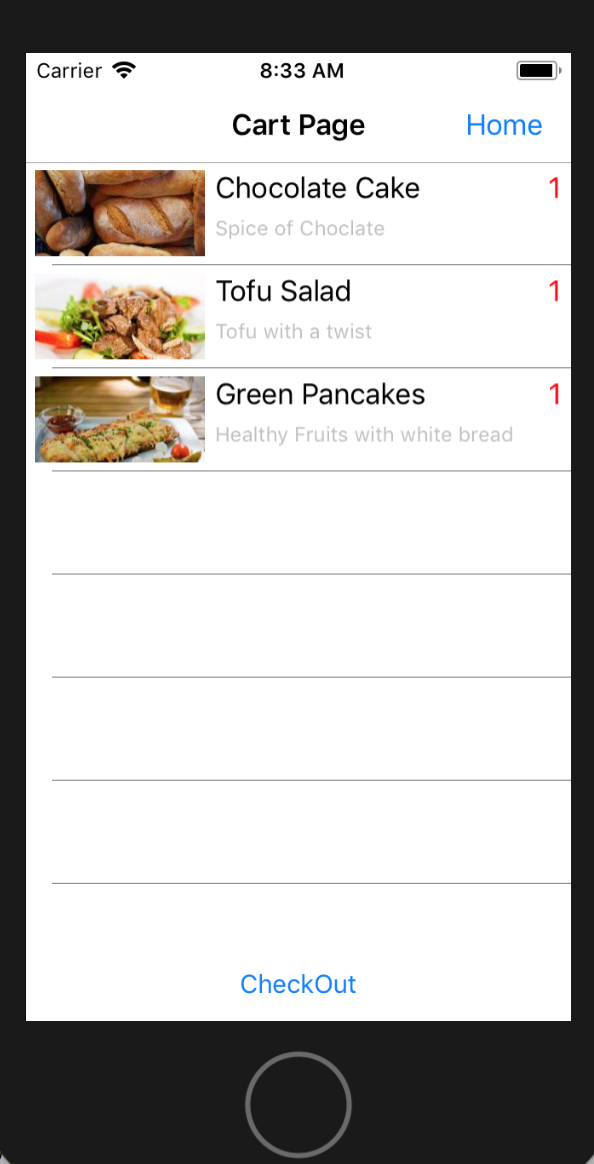 Carrier 8:33 AM
Cart Page Home
Chocolate Cake 1
Spice of Choclate
Tofu Salad 1
Tofu with a twist
Green Pancakes 1
Healthy Fruits with white bread
CheckOut